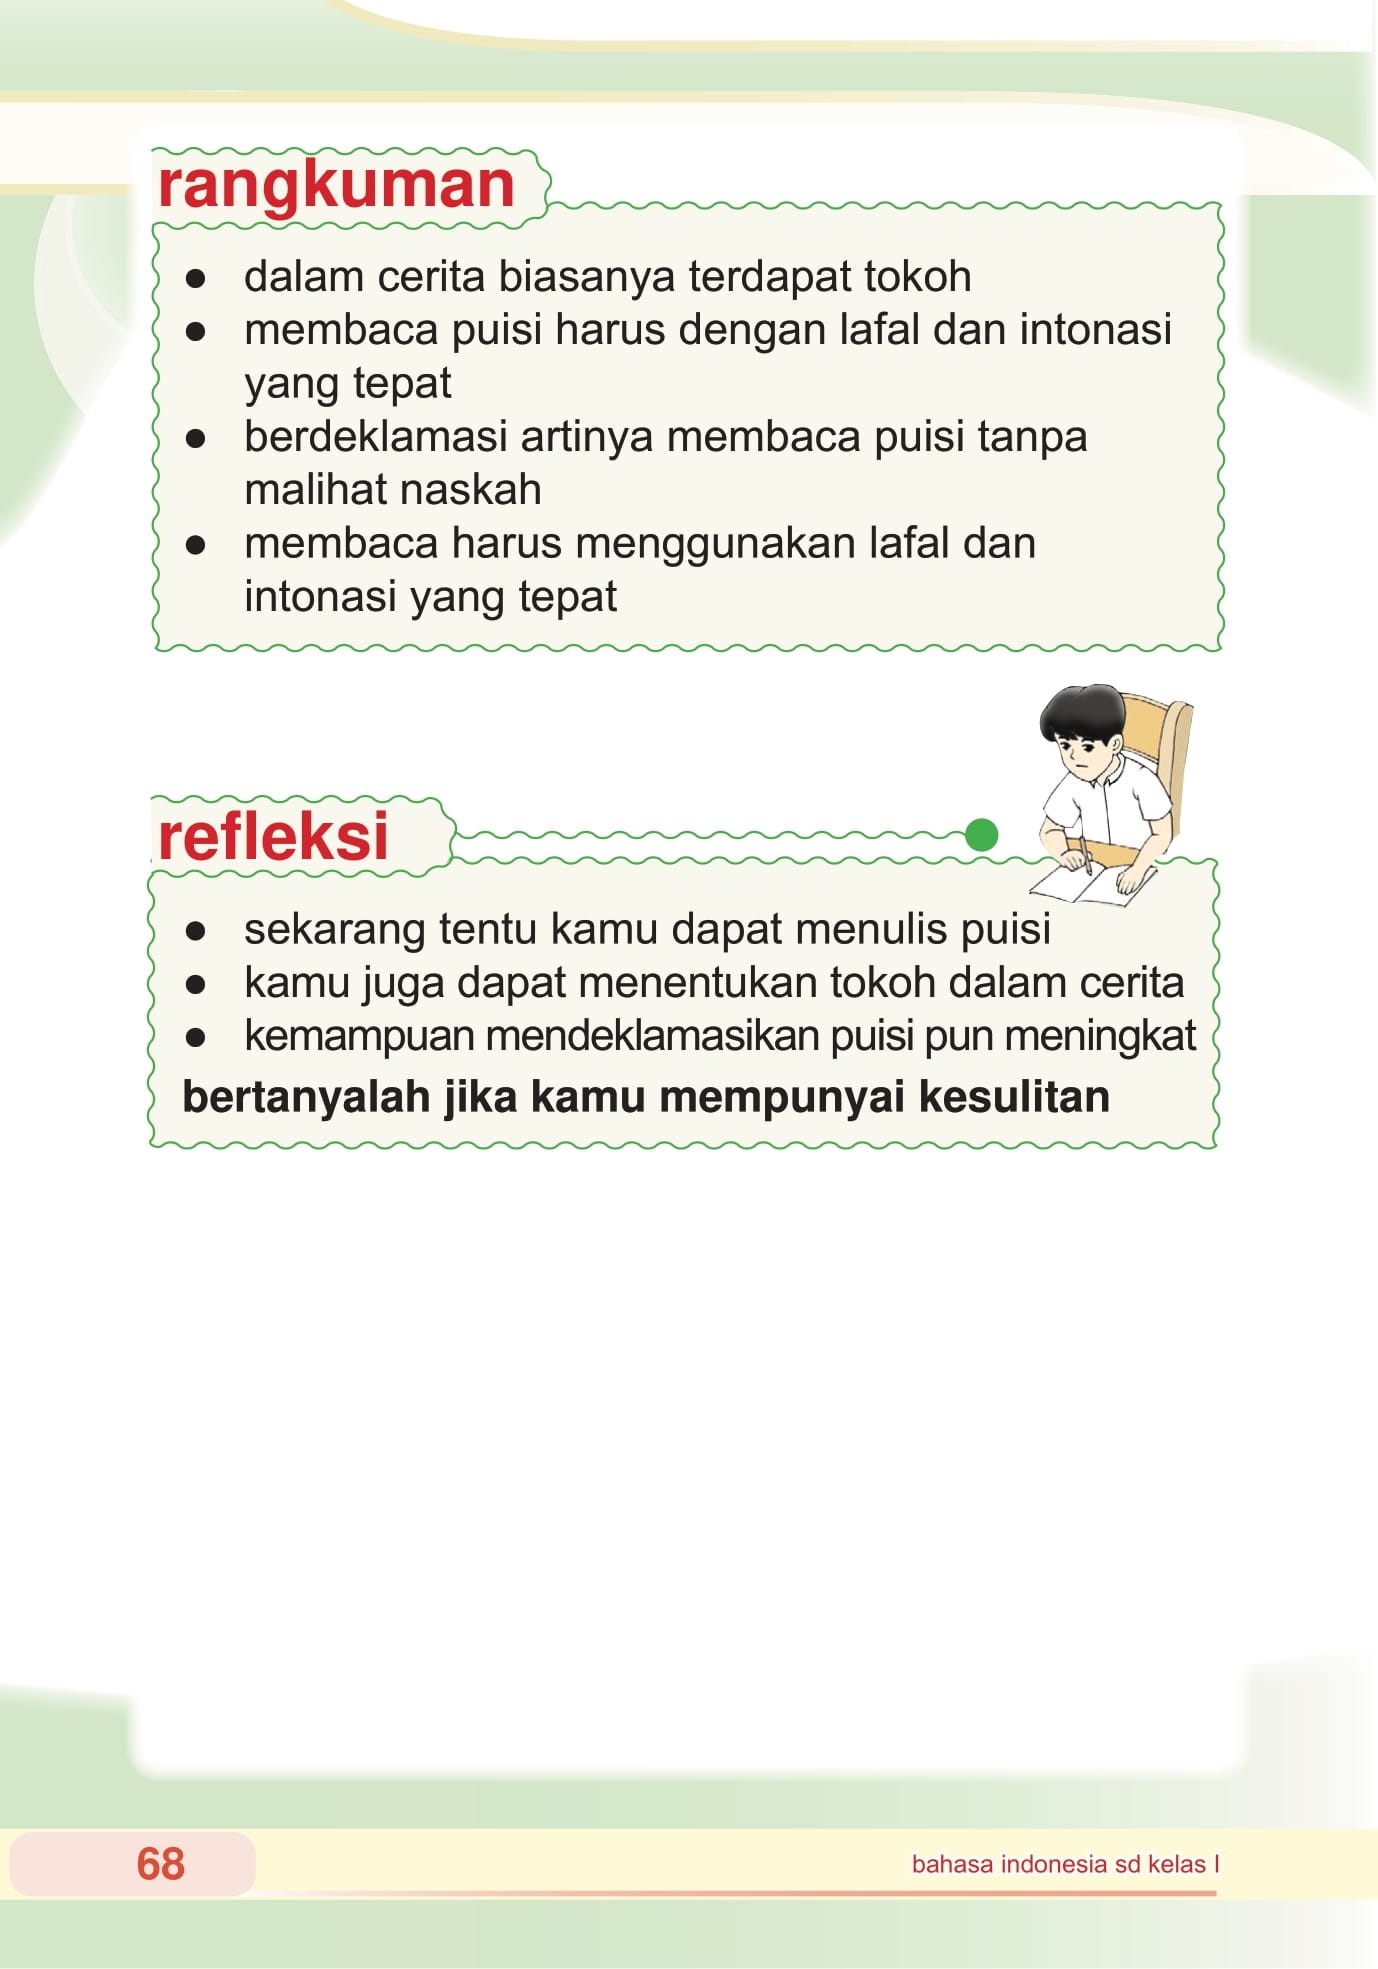 rangkuman
● dalam cerita biasanya terdapat tokoh
● membaca puisi harus dengan lafal dan intonasi
yang tepat
● berdeklamasi artinya membaca puisi tanpa
malihat naskah
● membaca harus menggunakan lafal dan
intonasi yang tepat
refleksi
● sekarang tentu kamu dapat menulis puisi
● kamu juga dapat menentukan tokoh dalam cerita
● kemampuan mendeklamasikan puisi pun meningkat
bertanyalah jika kamu mempunyai kesulitan
68
bahasa indonesia sd kelas I